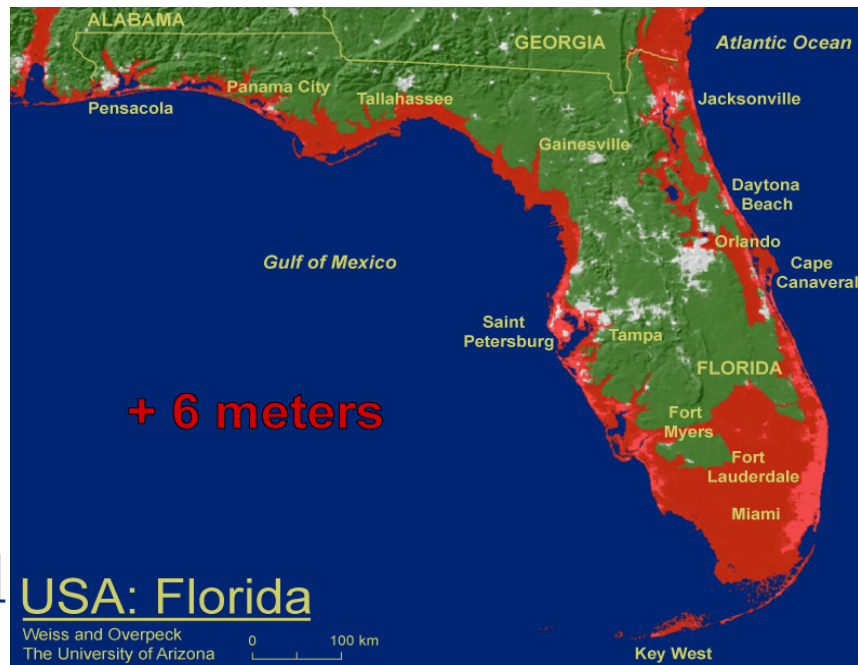 ALABAMA
GEORGIA
Atlantic Ocean
Pensacola
Panama City
Tallahassee
Jacksonville
Gainesville
Daytona
Beach
Orlando
Gulf of Mexico
Cape
Canaveral
Saint
Petersburg
Tampa
FLORIDA
+ 6 meters
Fort
Myers
Fort
Lauderdale
Miami
USA: Florida
Weiss and Overpeck
The University of Arizona
0 100 km
Key West